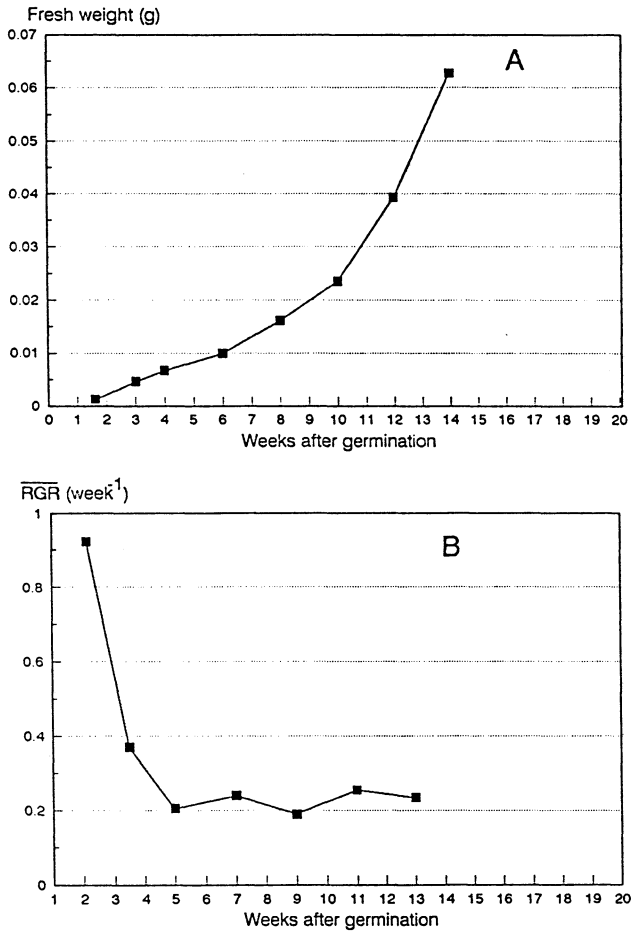 Fresh weight (g)
0.07
A
0.06
0.05
0.04
0.03
0.02
0.01
0
0 1 2 3 4 5 6 7 8 9 10 11 12 13 14 15 16 17 18 19 20
Weeks after germination
RGR (week-1)
1
B
0.8
0.6
0.4
0.2
0
1 2 3 4 5 6 7 8 9 10 11 12 13 14 15 16 17 18 19 20
Weeks after germination